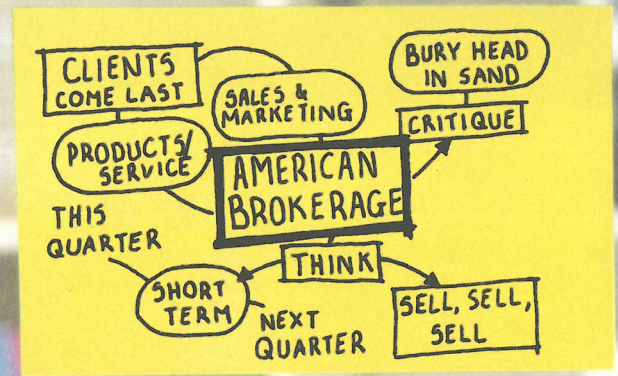 CLIENTS
COME LAST
SALES &
MARKETING
BURY HEAD
IN SAND
CRITIQUE
PRODUCTS/
SERVICE
AMERICAN
BROKERAGE
THIS
QUARTER
THINK
SHORT
TERM
NEXT
QUARTER
SELL, SELL,
SELL